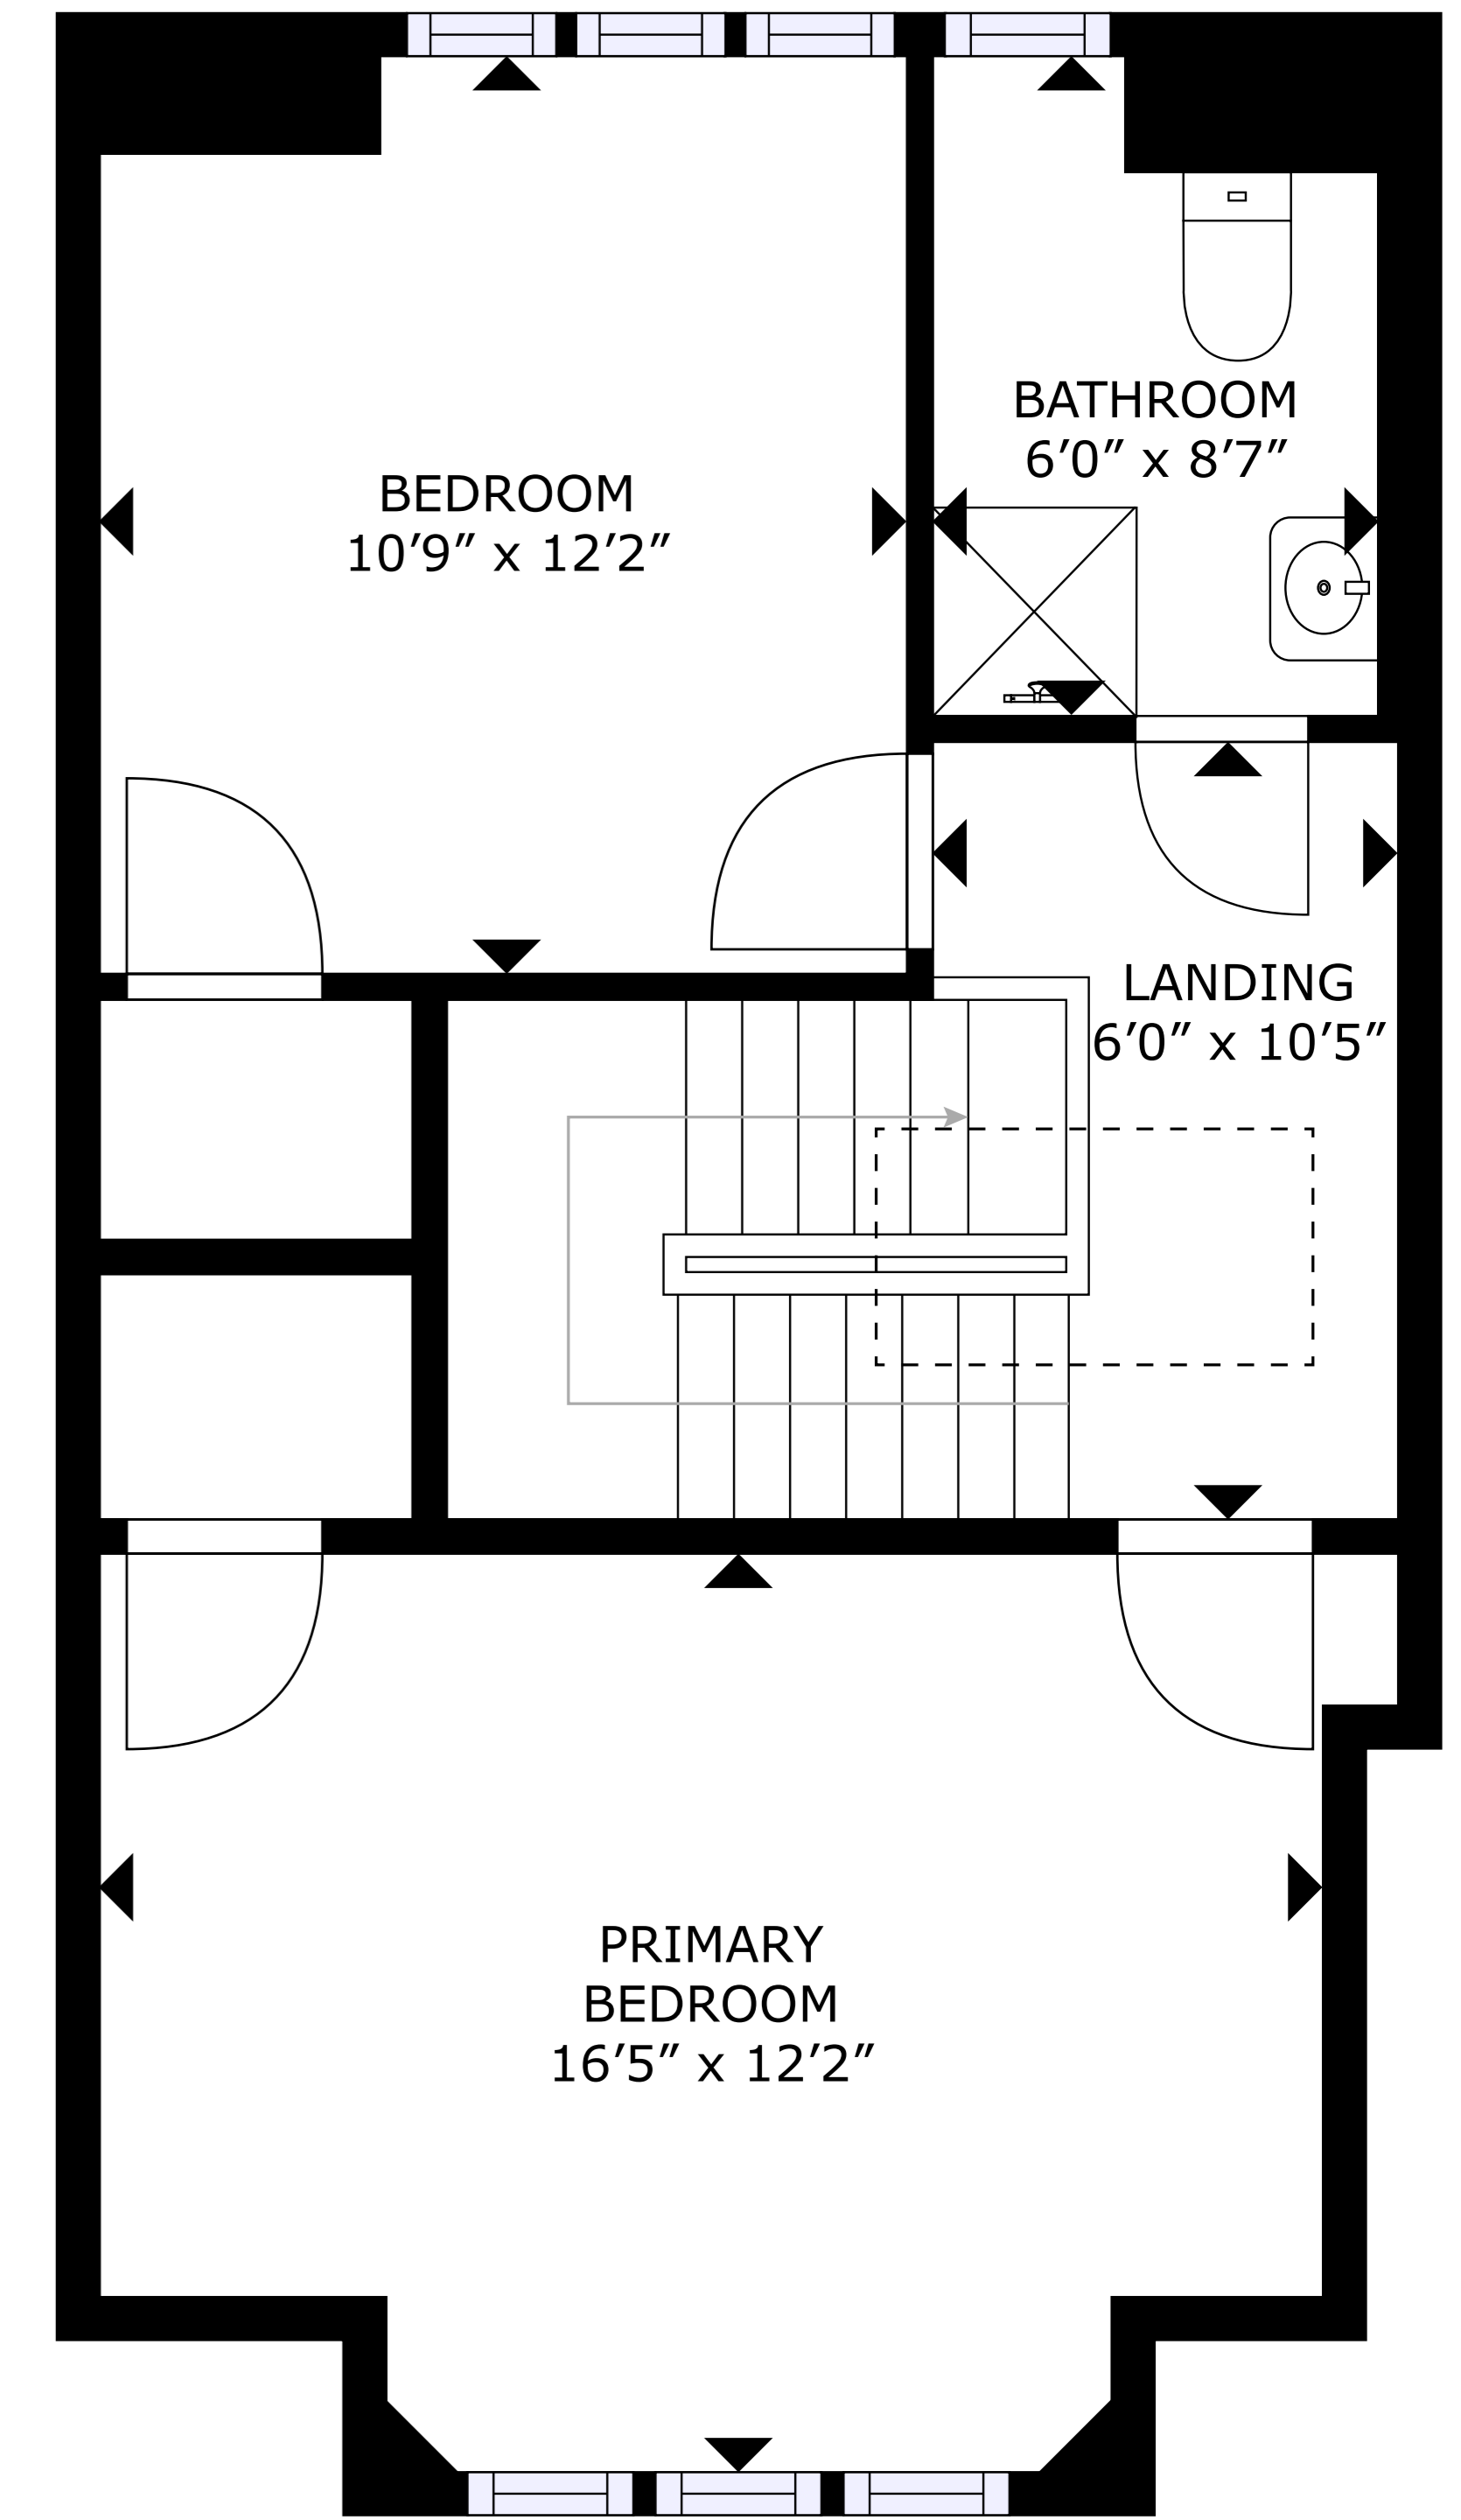 BATHROOM
6′0″ x 8′7″
BEDROOM
10′9″ x 12′2″
LANDING
6′0″ x 10′5″
PRIMARY
BEDROOM
16′5″ x 12′2″